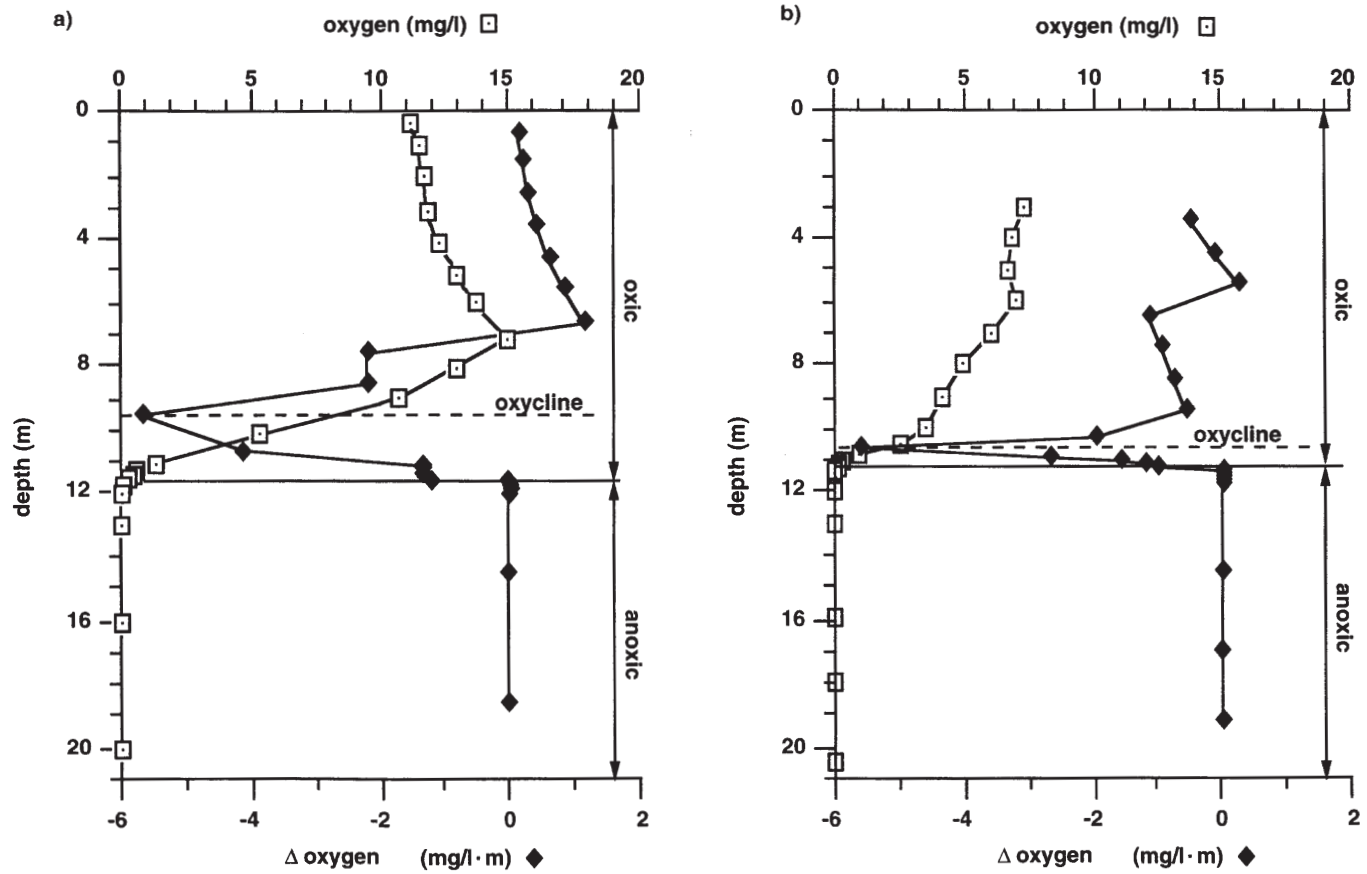 a)
oxygen (mg/l)
0 5 10 15 20
0
4
8
12
16
20
depth (m)
oxic
oxycline
anoxic
-6 -4 -2 0 2
Δ oxygen (mg/l·m)
b)
oxygen (mg/l)
0 5 10 15 20
0
4
8
12
16
20
depth (m)
oxic
oxycline
anoxic
-6 -4 -2 0 2
Δ oxygen (mg/l·m)